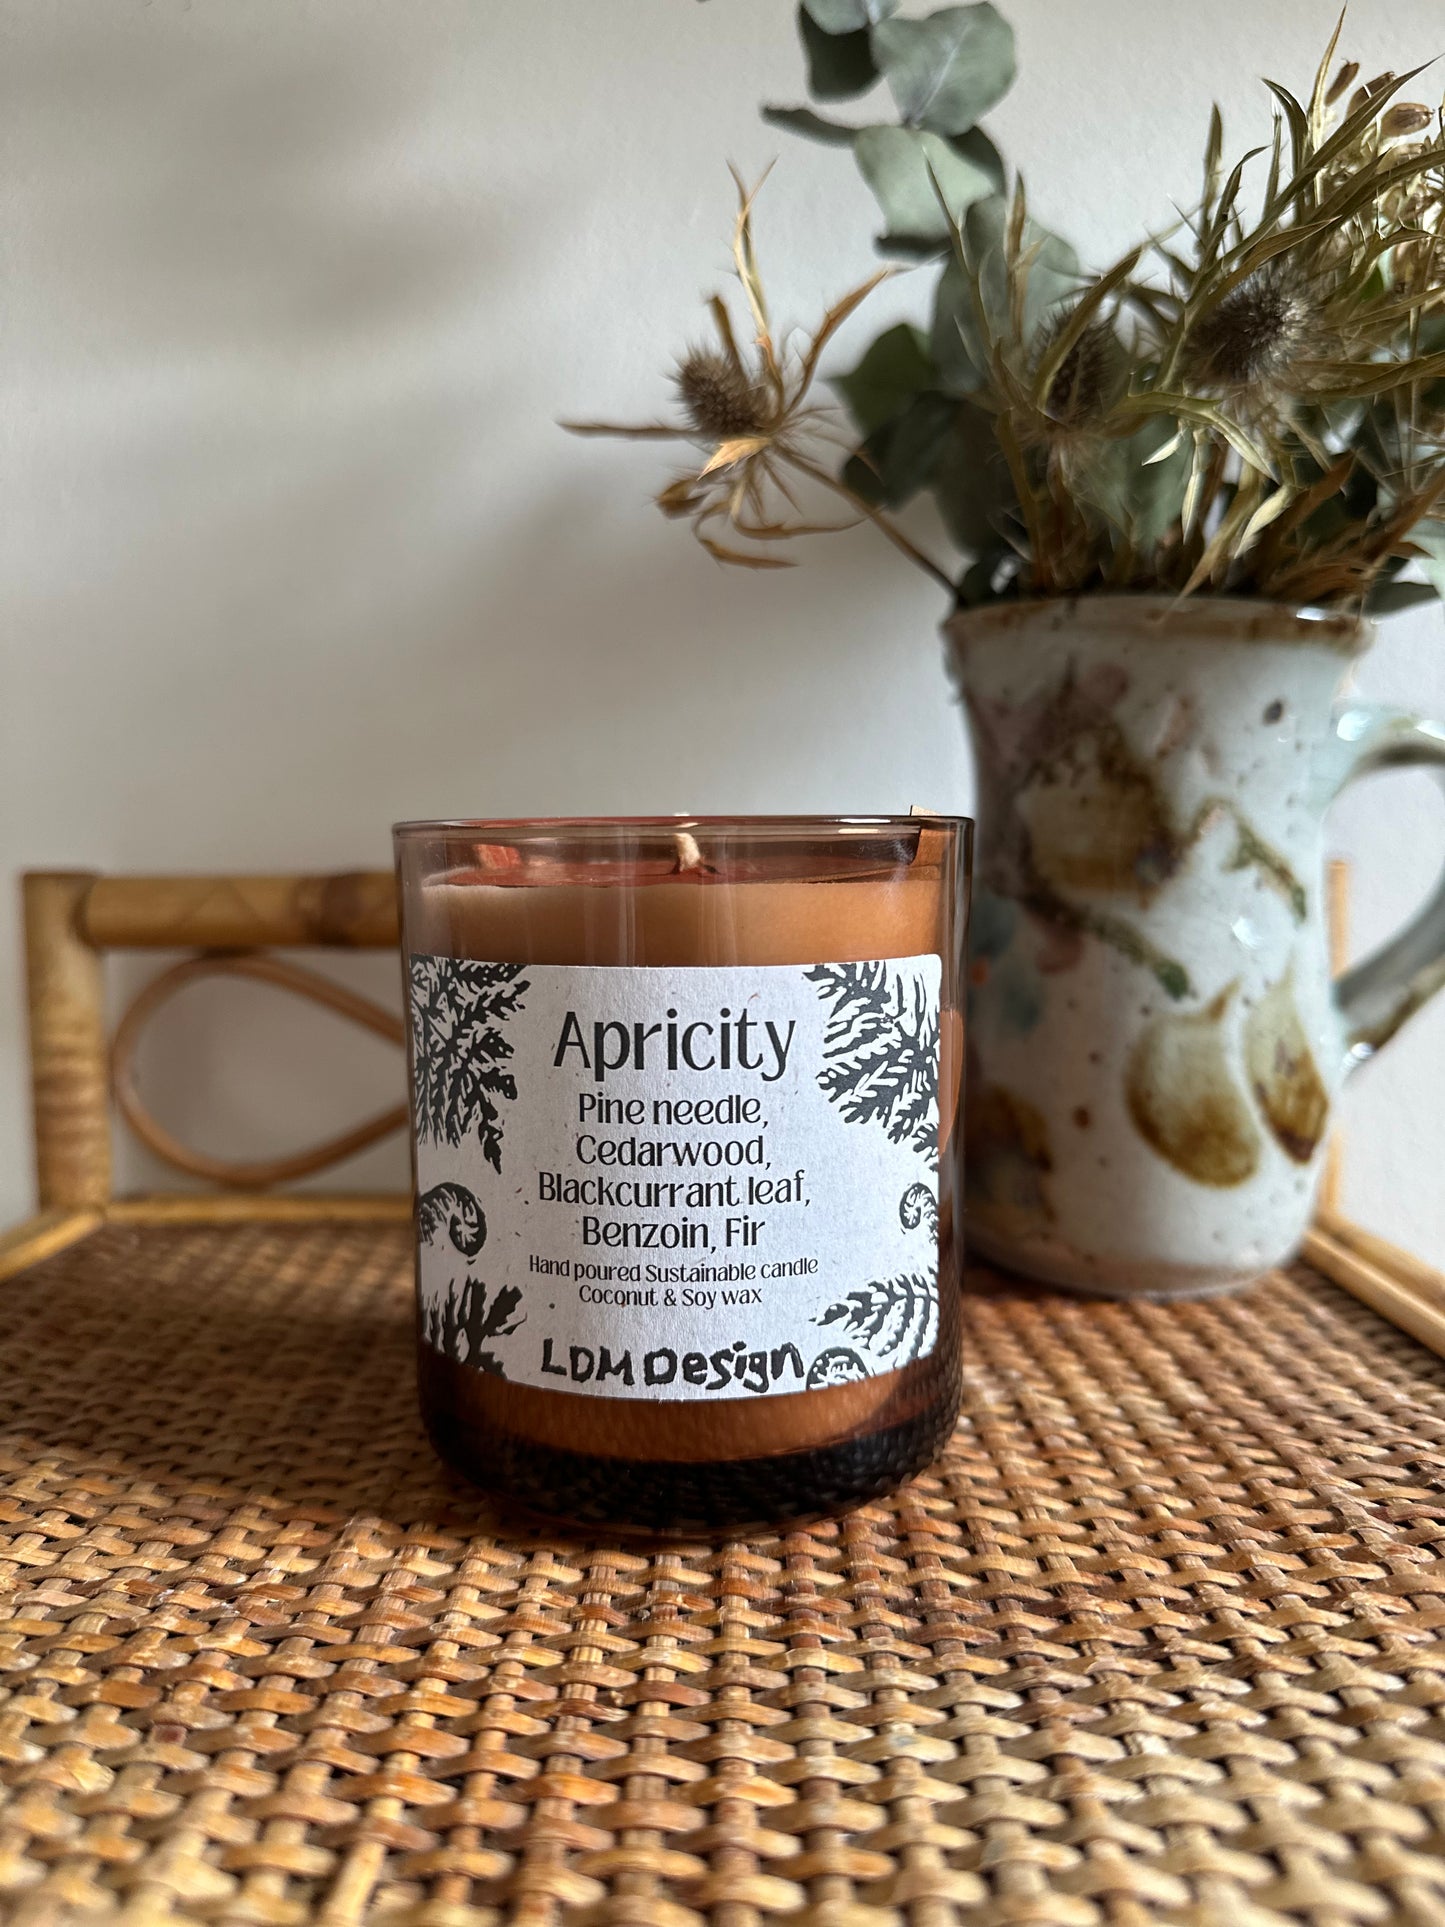 Apricity
Pine needle,
Cedarwood,
Blackcurrant leaf,
Benzoin, Fir
Hand poured Sustainable candle
Coconut & Soy wax
LDM Design